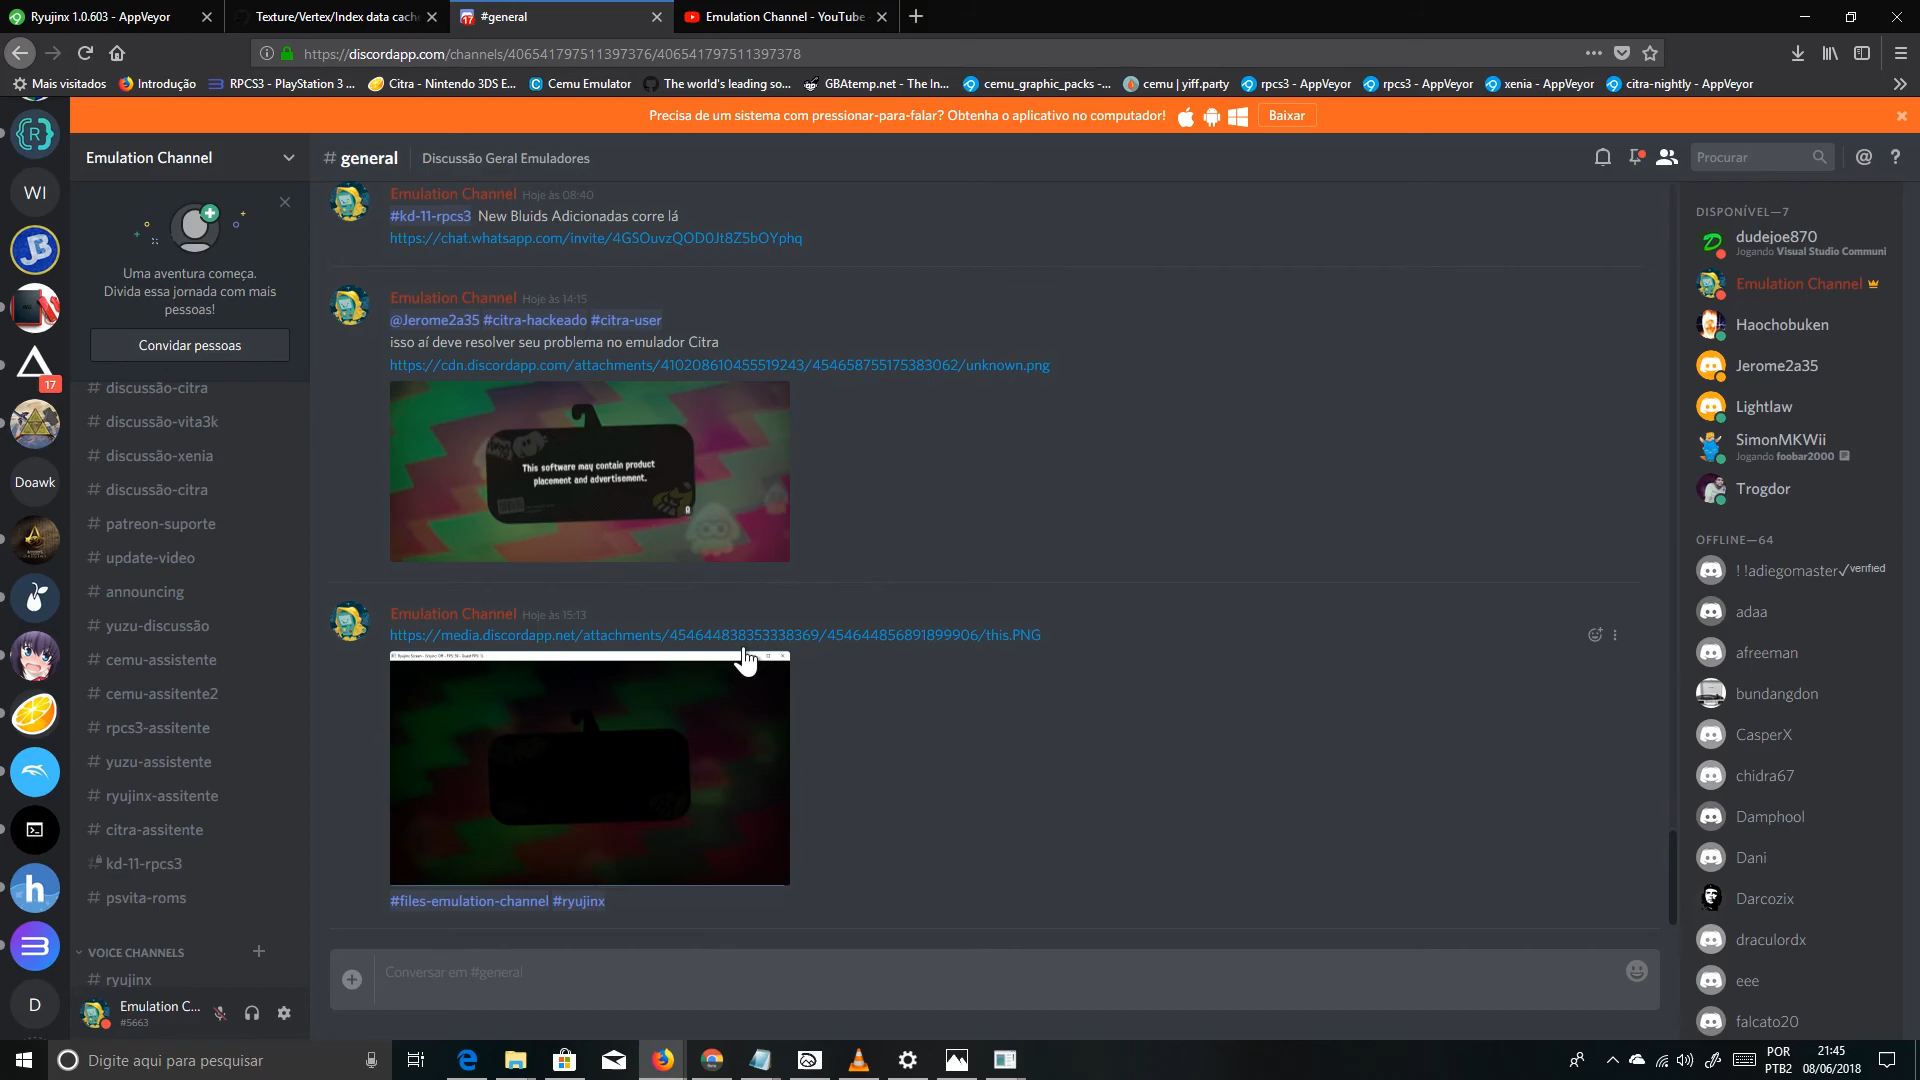 Ryujinx 1.0.603 - AppVeyor
Texture/Vertex/Index data cach
#general
Emulation Channel - YouTube
https://discordapp.com/channels/406541797511397376/406541797511397378
Mais visitados
Introdução
RPCS3 - PlayStation 3 ...
Citra - Nintendo 3DS E...
Cemu Emulator
The world's leading so...
GBAtemp.net - The In...
cemu_graphic_packs -...
cemu | yiff.party
rpcs3 - AppVeyor
rpcs3 - AppVeyor
xenia - AppVeyor
citra-nightly - AppVeyor
Precisa de um sistema com pressionar-para-falar? Obtenha o aplicativo no computador!
Baixar
Emulation Channel
# general
Discussão Geral Emuladores
Procurar
WI
17
Doawk
D
Uma aventura começa.
Divida essa jornada com mais
pessoas!
Convidar pessoas
# discussão-citra
# discussão-vita3k
# discussão-xenia
# discussão-citra
# patreon-suporte
# update-video
# announcing
# yuzu-discussão
# cemu-assistente
# cemu-assitente2
# rpcs3-assitente
# yuzu-assistente
# ryujinx-assitente
# citra-assitente
kd-11-rpcs3
# psvita-roms
VOICE CHANNELS
# ryujinx
Emulation C...
#5663
Emulation Channel Hoje às 08:40
#kd-11-rpcs3 New Bluids Adicionadas corre lá
https://chat.whatsapp.com/invite/4GSOuvzQOD0Jt8Z5bOYphq
Emulation Channel Hoje às 14:15
@Jerome2a35 #citra-hackeado #citra-user
isso aí deve resolver seu problema no emulador Citra
https://cdn.discordapp.com/attachments/410208610455519243/454658755175383062/unknown.png
This software may contain product
placement and advertisement.
Emulation Channel Hoje às 15:13
https://media.discordapp.net/attachments/454644838353338369/454644856891899906/this.PNG
#files-emulation-channel #ryujinx
Conversar em #general
DISPONÍVEL—7
dudejoe870
Jogando Visual Studio Communi
Emulation Channel
Haochobuken
Jerome2a35
Lightlaw
SimonMKWii
Jogando foobar2000
Trogdor
OFFLINE—64
! !adiegomaster✓verified
adaa
afreeman
bundangdon
CasperX
chidra67
Damphool
Dani
Darcozix
draculordx
eee
falcato20
Digite aqui para pesquisar
POR
PTB2
21:45
08/06/2018